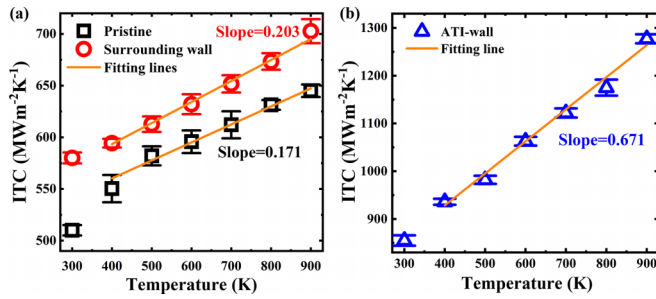 (a)
Pristine
Surrounding wall
Fitting lines
Slope=0.203
Slope=0.171
700
650
600
550
500
ITC (MWm⁻²K⁻¹)
300 400 500 600 700 800 900
Temperature (K)
(b)
ATI-wall
Fitting line
Slope=0.671
1300
1200
1100
1000
900
ITC (MWm⁻²K⁻¹)
300 400 500 600 700 800 900
Temperature (K)